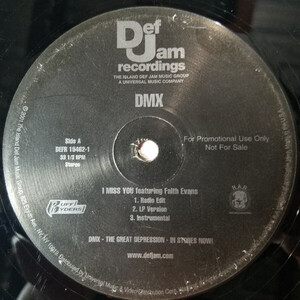 Def
Jam
recordings
THE ISLAND DEF JAM MUSIC GROUP
A UNIVERSAL MUSIC COMPANY
DMX
Side A
DEFR 15462-1
33 1/3 RPM
Stereo
For Promotional Use Only
Not For Sale
I MISS YOU featuring Faith Evans
1. Radio Edit
2. LP Version
3. Instrumental
RUFF
RYDERS
DMX - THE GREAT DEPRESSION - (IN STORES NOW)
www.defjam.com